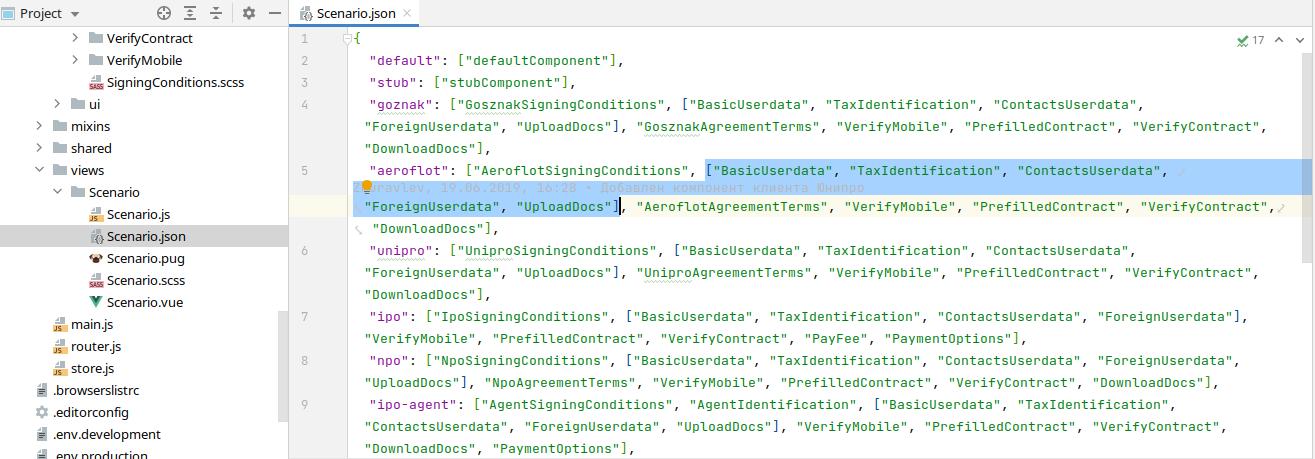 Project
Scenario.json
VerifyContract
VerifyMobile
SigningConditions.scss
ui
mixins
shared
views
Scenario
Scenario.js
Scenario.json
Scenario.pug
Scenario.scss
Scenario.vue
main.js
router.js
store.js
.browserslistrc
.editorconfig
.env.development
.env.production
17
1 {
2 "default": ["defaultComponent"],
3 "stub": ["stubComponent"],
4 "goznak": ["GosznakSigningConditions", ["BasicUserdata", "TaxIdentification", "ContactsUserdata",
"ForeignUserdata", "UploadDocs"], "GosznakAgreementTerms", "VerifyMobile", "PrefilledContract", "VerifyContract",
"DownloadDocs"],
5 "aeroflot": ["AeroflotSigningConditions", ["BasicUserdata", "TaxIdentification", "ContactsUserdata",
19.06.2019, 16:28 • Добавлен компонент клиента Юнипро
"ForeignUserdata", "UploadDocs"], "AeroflotAgreementTerms", "VerifyMobile", "PrefilledContract", "VerifyContract",
"DownloadDocs"],
6 "unipro": ["UniproSigningConditions", ["BasicUserdata", "TaxIdentification", "ContactsUserdata",
"ForeignUserdata", "UploadDocs"], "UniproAgreementTerms", "VerifyMobile", "PrefilledContract", "VerifyContract",
"DownloadDocs"],
7 "ipo": ["IpoSigningConditions", ["BasicUserdata", "TaxIdentification", "ContactsUserdata", "ForeignUserdata"],
"VerifyMobile", "PrefilledContract", "VerifyContract", "PayFee", "PaymentOptions"],
8 "npo": ["NpoSigningConditions", ["BasicUserdata", "TaxIdentification", "ContactsUserdata", "ForeignUserdata",
"UploadDocs"], "NpoAgreementTerms", "VerifyMobile", "PrefilledContract", "VerifyContract", "DownloadDocs"],
9 "ipo-agent": ["AgentSigningConditions", "AgentIdentification", ["BasicUserdata", "TaxIdentification",
"ContactsUserdata", "ForeignUserdata", "UploadDocs"], "VerifyMobile", "PrefilledContract", "VerifyContract",
"DownloadDocs", "PaymentOptions"],